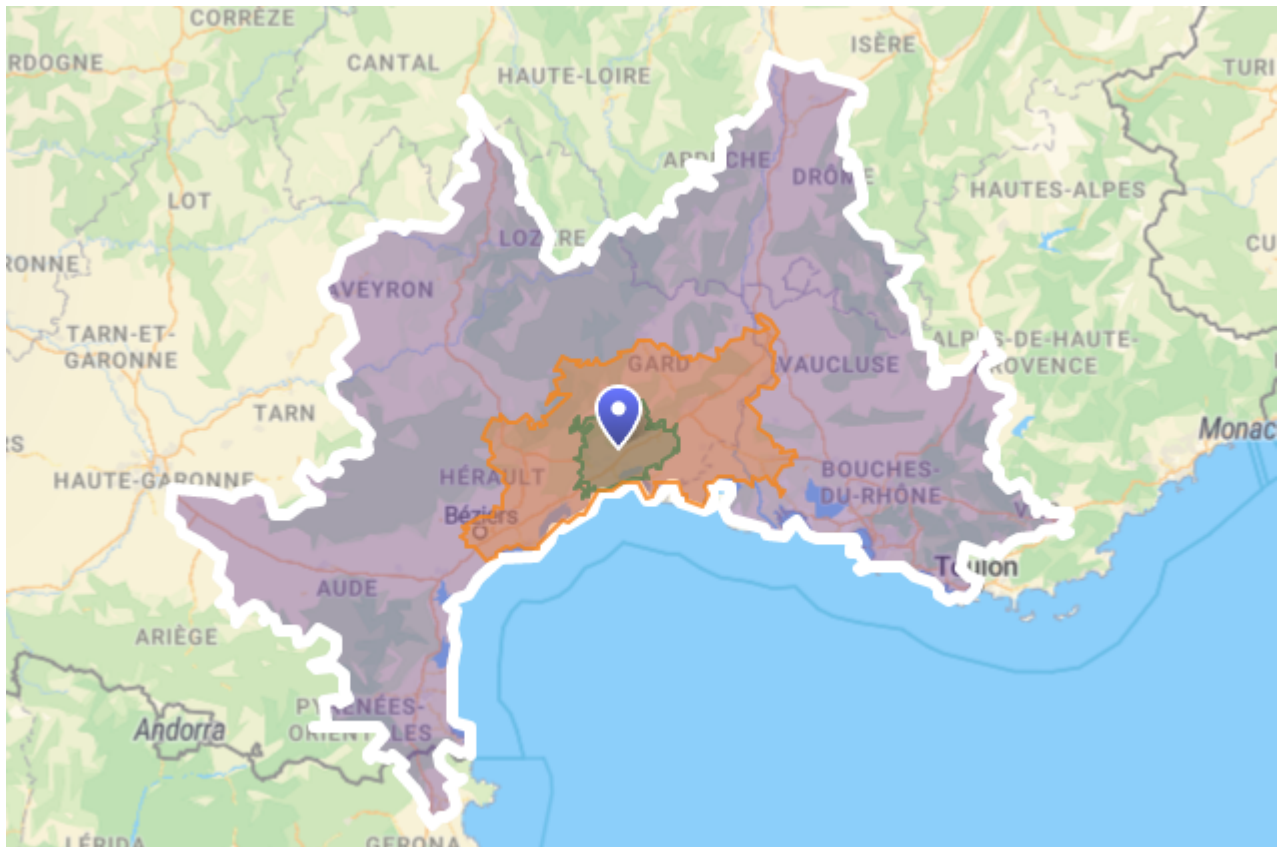 CORRÈZE
ISÈRE
RDOGNE
CANTAL
HAUTE-LOIRE
TURI
ARDÈCHE
DRÔME
HAUTES-ALPES
LOT
LOZÈRE
CU
RONNE
AVEYRON
TARN-ET-
GARONNE
ALPES-DE-HAUTE-
PROVENCE
GARD
VAUCLUSE
TARN
Monac
RS
HAUTE-GARONNE
HÉRAULT
BOUCHES-
DU-RHÔNE
Béziers
VAR
Toulon
AUDE
ARIÈGE
PYRÉNÉES-
ORIENTALES
Andorra
LÉRIDA
GERONA